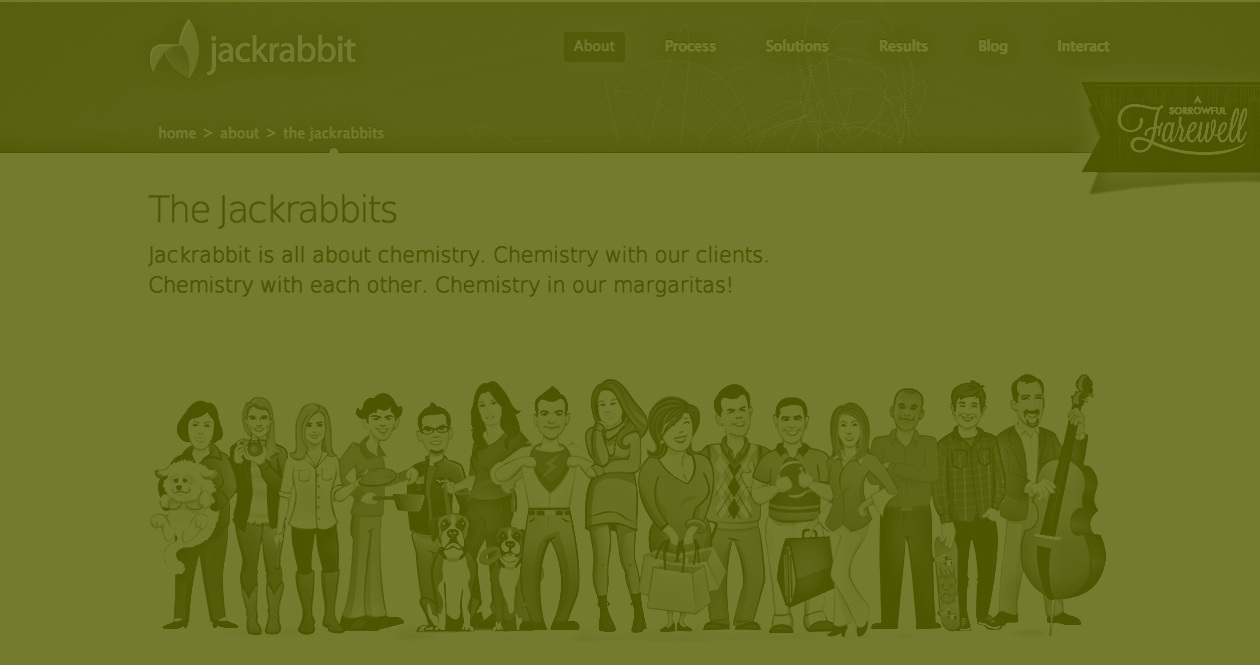 jackrabbit
About Process Solutions Results Blog Interact
A
SORROWFUL
Farewell
home > about > the jackrabbits
The Jackrabbits
Jackrabbit is all about chemistry. Chemistry with our clients.
Chemistry with each other. Chemistry in our margaritas!